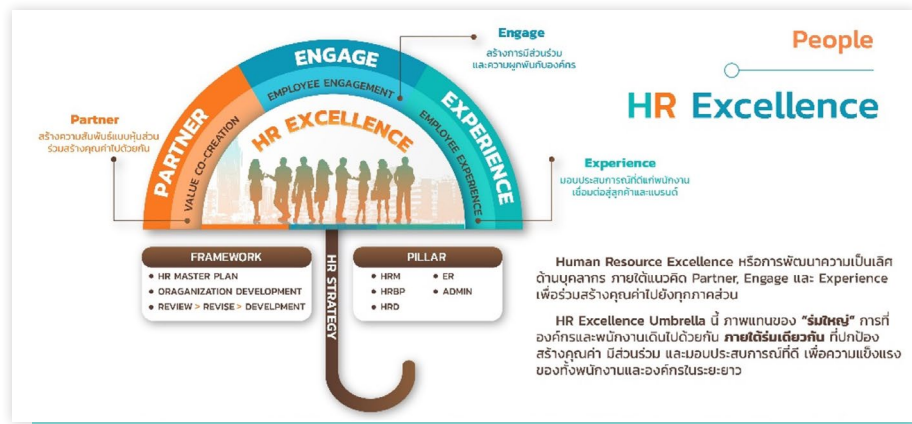 People
HR Excellence
Engage
สร้างการมีส่วนร่วม
และความผูกพันกับองค์กร
Partner
สร้างความสัมพันธ์แบบหุ้นส่วน
ร่วมสร้างคุณค่าไปด้วยกัน
PARTNER
ENGAGE
EXPERIENCE
VALUE CO-CREATION
EMPLOYEE ENGAGEMENT
EMPLOYEE EXPERIENCE
HR EXCELLENCE
Experience
มอบประสบการณ์ที่ดีแก่พนักงาน
เชื่อมต่อสู่ลูกค้าและแบรนด์
FRAMEWORK
• HR MASTER PLAN
• ORAGANIZATION DEVELOPMENT
• REVIEW > REVISE > DEVELPMENT
HR STRATEGY
PILLAR
• HRM
• HRBP
• HRD
• ER
• ADMIN
Human Resource Excellence หรือการพัฒนาความเป็นเลิศ
ด้านบุคลากร ภายใต้แนวคิด Partner, Engage และ Experience
เพื่อร่วมสร้างคุณค่าไปยังทุกภาคส่วน
HR Excellence Umbrella นี้ ภาพแทนของ “ร่มใหญ่” การที่
องค์กรและพนักงานเดินไปด้วยกัน ภายใต้ร่มเดียวกัน ที่ปกป้อง
สร้างคุณค่า มีส่วนร่วม และมอบประสบการณ์ที่ดี เพื่อความแข็งแรง
ของทั้งพนักงานและองค์กรในระยะยาว